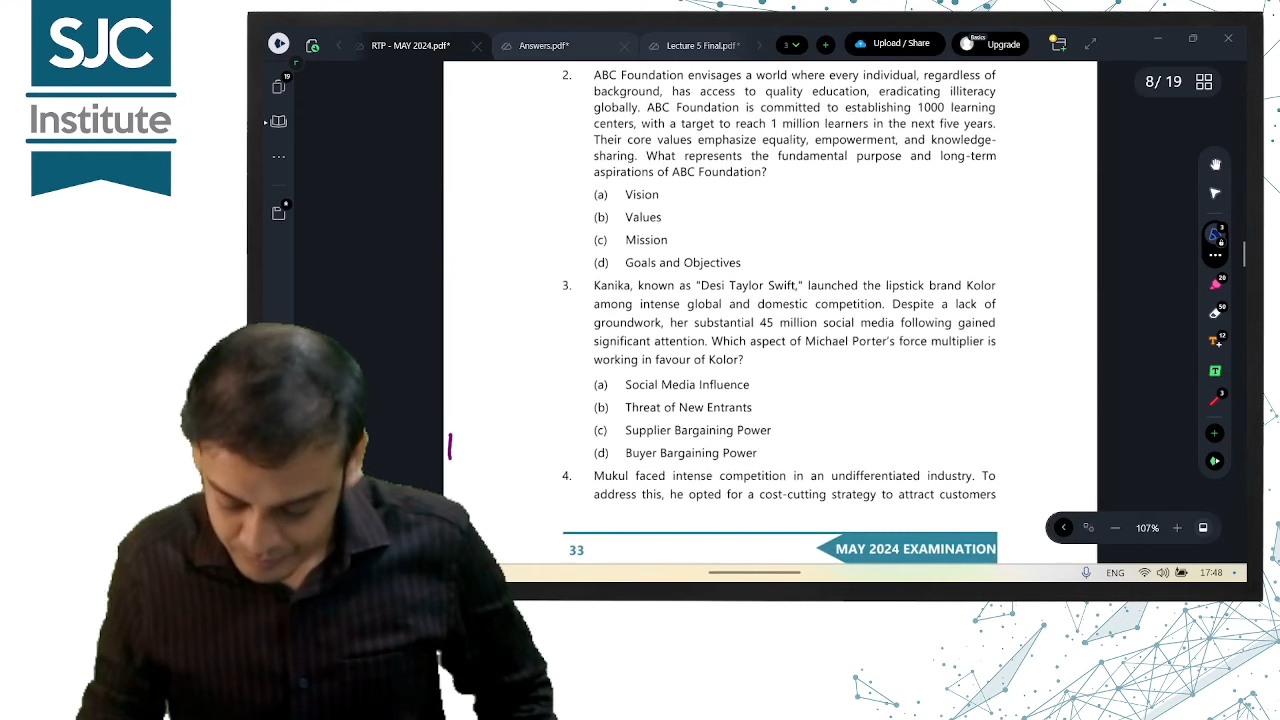 SJC
Institute
RTP - MAY 2024.pdf*
Answers.pdf*
Lecture 5 Final.pdf*
3
Upload / Share
Basics
Upgrade
19
8/ 19
2. ABC Foundation envisages a world where every individual, regardless of
background, has access to quality education, eradicating illiteracy
globally. ABC Foundation is committed to establishing 1000 learning
centers, with a target to reach 1 million learners in the next five years.
Their core values emphasize equality, empowerment, and knowledge-
sharing. What represents the fundamental purpose and long-term
aspirations of ABC Foundation?
(a) Vision
(b) Values
(c) Mission
(d) Goals and Objectives
3. Kanika, known as "Desi Taylor Swift," launched the lipstick brand Kolor
among intense global and domestic competition. Despite a lack of
groundwork, her substantial 45 million social media following gained
significant attention. Which aspect of Michael Porter's force multiplier is
working in favour of Kolor?
(a) Social Media Influence
(b) Threat of New Entrants
(c) Supplier Bargaining Power
(d) Buyer Bargaining Power
4. Mukul faced intense competition in an undifferentiated industry. To
address this, he opted for a cost-cutting strategy to attract customers
33
MAY 2024 EXAMINATION
3
20
50
12
T
3
107%
ENG
17:48